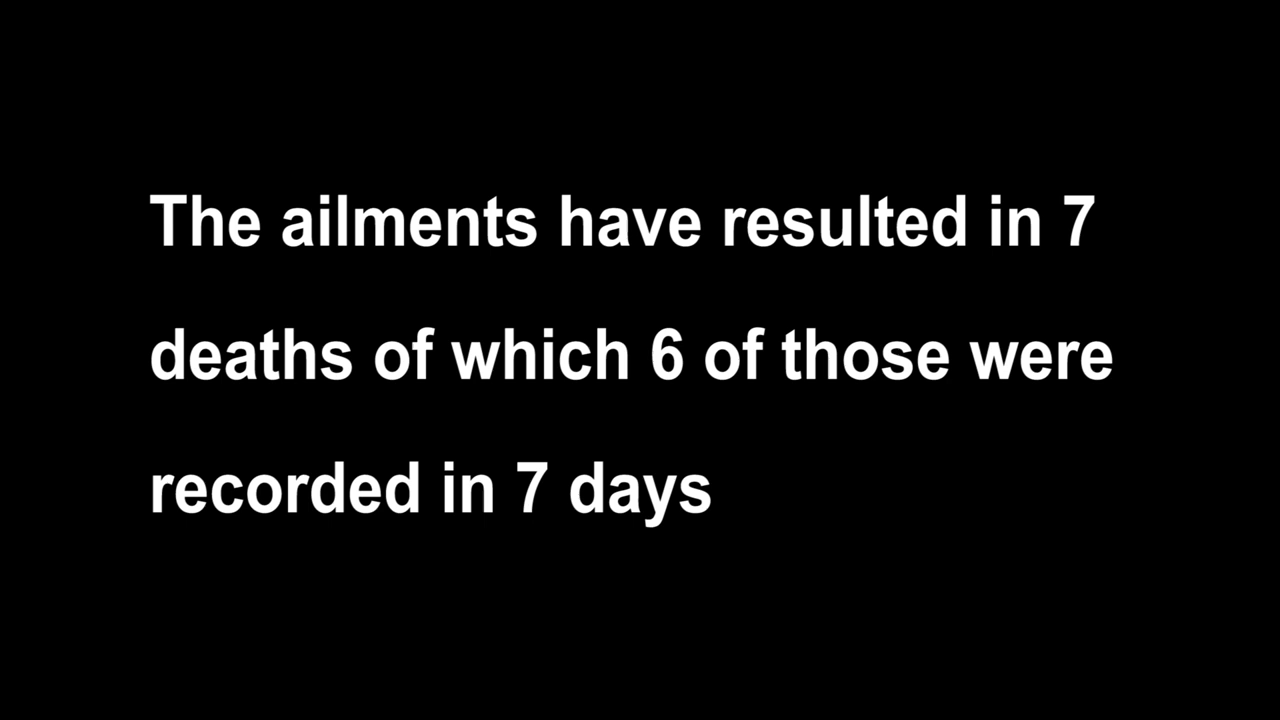 The ailments have resulted in 7
deaths of which 6 of those were
recorded in 7 days